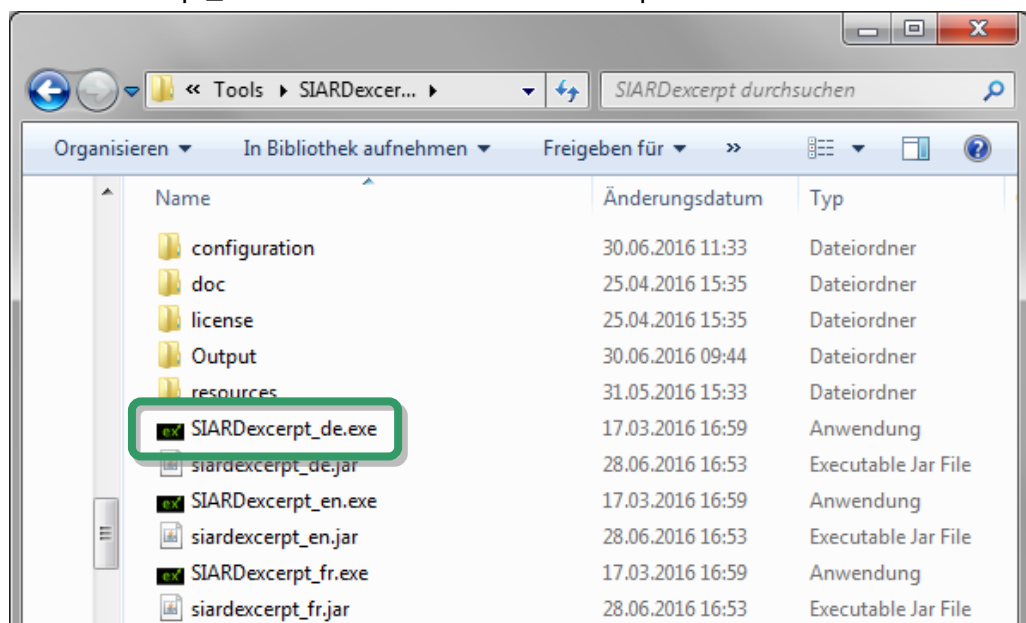 « Tools ▸ SIARDexcer... ▸ SIARDexcerpt durchsuchen
Organisieren In Bibliothek aufnehmen Freigeben für »
Name Änderungsdatum Typ
configuration 30.06.2016 11:33 Dateiordner
doc 25.04.2016 15:35 Dateiordner
license 25.04.2016 15:35 Dateiordner
Output 30.06.2016 09:44 Dateiordner
resources 31.05.2016 15:33 Dateiordner
ex SIARDexcerpt_de.exe 17.03.2016 16:59 Anwendung
siardexcerpt_de.jar 28.06.2016 16:53 Executable Jar File
ex SIARDexcerpt_en.exe 17.03.2016 16:59 Anwendung
siardexcerpt_en.jar 28.06.2016 16:53 Executable Jar File
ex SIARDexcerpt_fr.exe 17.03.2016 16:59 Anwendung
siardexcerpt_fr.jar 28.06.2016 16:53 Executable Jar File